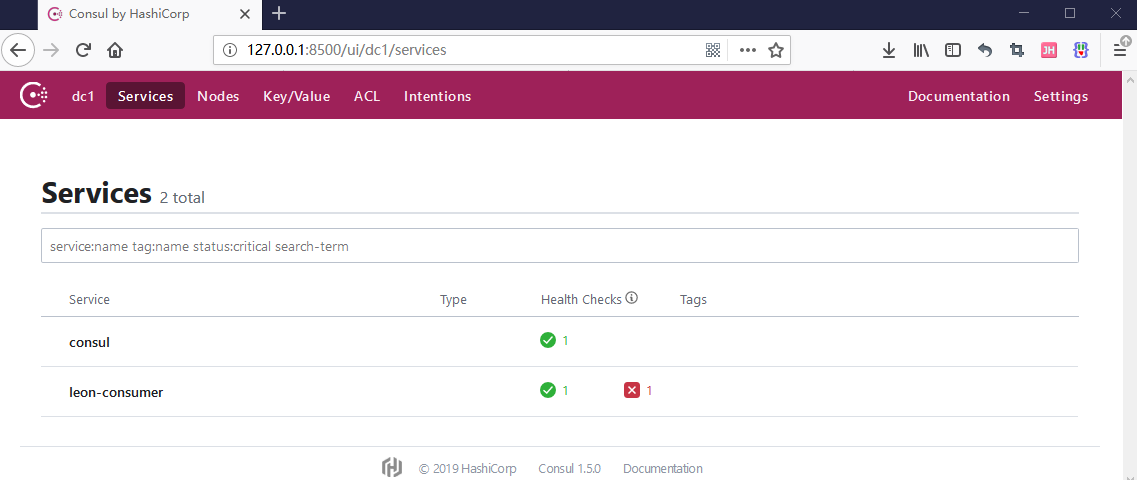 Consul by HashiCorp
127.0.0.1:8500/ui/dc1/services
JH
dc1 Services Nodes Key/Value ACL Intentions Documentation Settings
Services 2 total
service:name tag:name status:critical search-term
Service Type Health Checks Tags
consul 1
leon-consumer 1 1
© 2019 HashiCorp Consul 1.5.0 Documentation